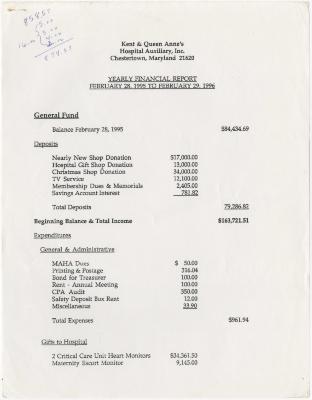 Kent & Queen Anne's
Hospital Auxiliary, Inc.
Chestertown, Maryland 21620
YEARLY FINANCIAL REPORT
FEBRUARY 28, 1995 TO FEBRUARY 29, 1996
General Fund
Balance February 28, 1995 $84,434.69
Deposits
Nearly New Shop Donation $17,000.00
Hospital Gift Shop Donation 13,000.00
Christmas Shop Donation 34,000.00
TV Service 12,100.00
Membership Dues & Memorials 2,405.00
Savings Account Interest 781.82
Total Deposits 79,286.82
Beginning Balance & Total Income $163,721.51
Expenditures
General & Administrative
MAHA Dues $ 50.00
Printing & Postage 316.04
Bond for Treasurer 100.00
Rent - Annual Meeting 100.00
CPA Audit 350.00
Safety Deposit Box Rent 12.00
Miscellaneous 33.90
Total Expenses $961.94
Gifts to Hospital
2 Critical Care Unit Heart Monitors $34,361.50
Maternity Escort Monitor 9,145.00